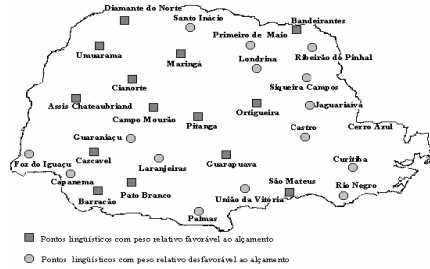 Diamante do Norte
Santo Inácio
Bandeirantes
Primeiro de Maio
Umuarama
Maringá
Londrina
Ribeirão do Pinhal
Cianorte
Siqueira Campos
Assis Chateaubriand
Campo Mourão
Pitanga
Ortigueira
Jaguariaíva
Guaraniaçu
Castro
Cerro Azul
Foz do Iguaçu
Cascavel
Laranjeiras
Guarapuava
Curitiba
Capanema
Barracão
Pato Branco
São Mateus
União da Vitória
Rio Negro
Palmas
Pontos lingüísticos com peso relativo favorável ao alçamento
Pontos lingüísticos com peso relativo desfavorável ao alçamento